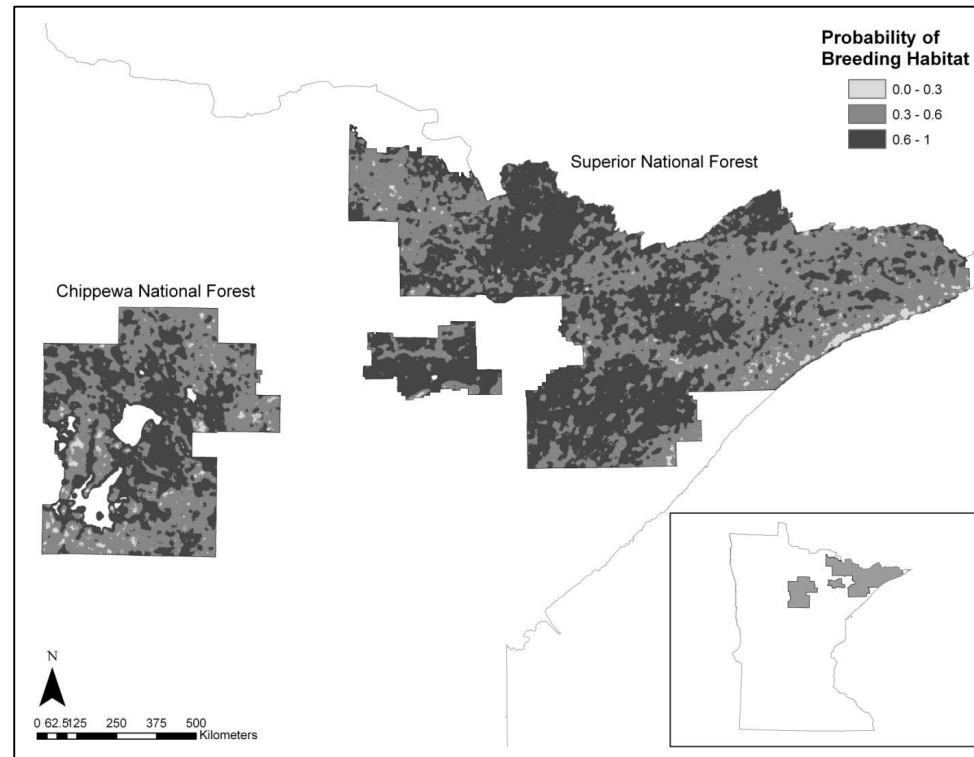 Probability of
Breeding Habitat
0.0 - 0.3
0.3 - 0.6
0.6 - 1
Superior National Forest
Chippewa National Forest
N
0 62.5125 250 375 500
Kilometers